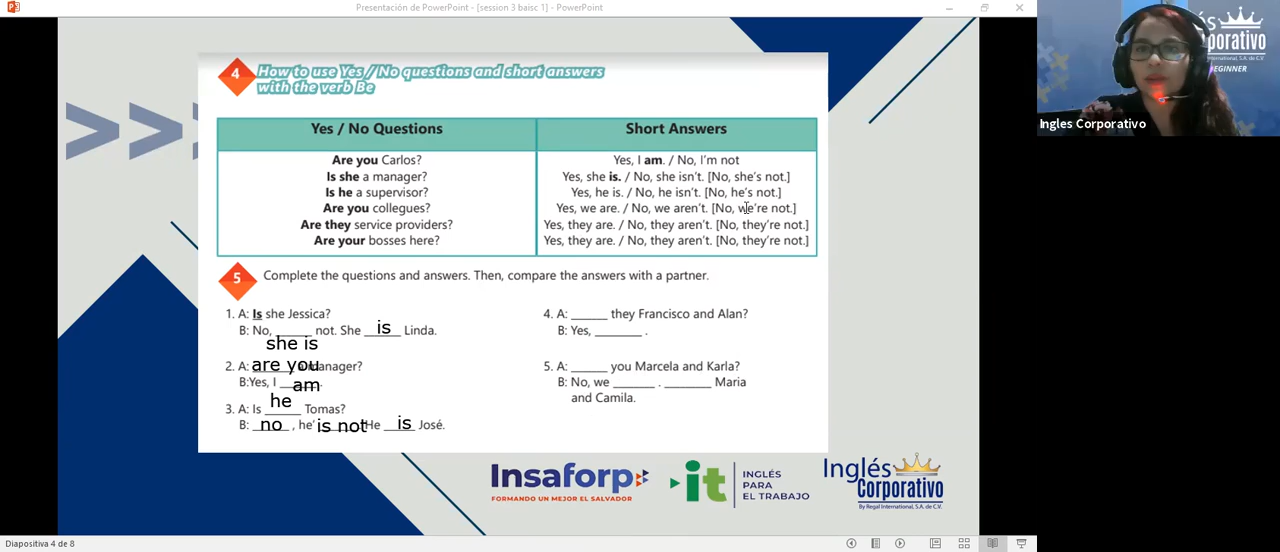 Presentación de PowerPoint - [session 3 baisc 1] - PowerPoint
Inglés
Corporativo
International, S.A. de C.V.
BEGINNER
Ingles Corporativo
4 How to use Yes / No questions and short answers
with the verb Be
Yes / No Questions Short Answers
Are you Carlos? Yes, I am. / No, I'm not
Is she a manager? Yes, she is. / No, she isn't. [No, she's not.]
Is he a supervisor? Yes, he is. / No, he isn't. [No, he's not.]
Are you collegues? Yes, we are. / No, we aren't. [No, we're not.]
Are they service providers? Yes, they are. / No, they aren't. [No, they're not.]
Are your bosses here? Yes, they are. / No, they aren't. [No, they're not.]
5 Complete the questions and answers. Then, compare the answers with a partner.
1. A: Is she Jessica?
B: No, ______ not. She is Linda.
she is
2. A: are you a manager?
B:Yes, I am.
3. A: Is he Tomas?
B: no, he' is not He is José.
4. A: ______ they Francisco and Alan?
B: Yes, ________ .
5. A: ______ you Marcela and Karla?
B: No, we _______ . ________ Maria
and Camila.
Insaforp
FORMANDO UN MEJOR EL SALVADOR
it
INGLÉS
PARA
EL TRABAJO
Inglés
Corporativo
By Regal International, S.A. de C.V.
Diapositiva 4 de 8